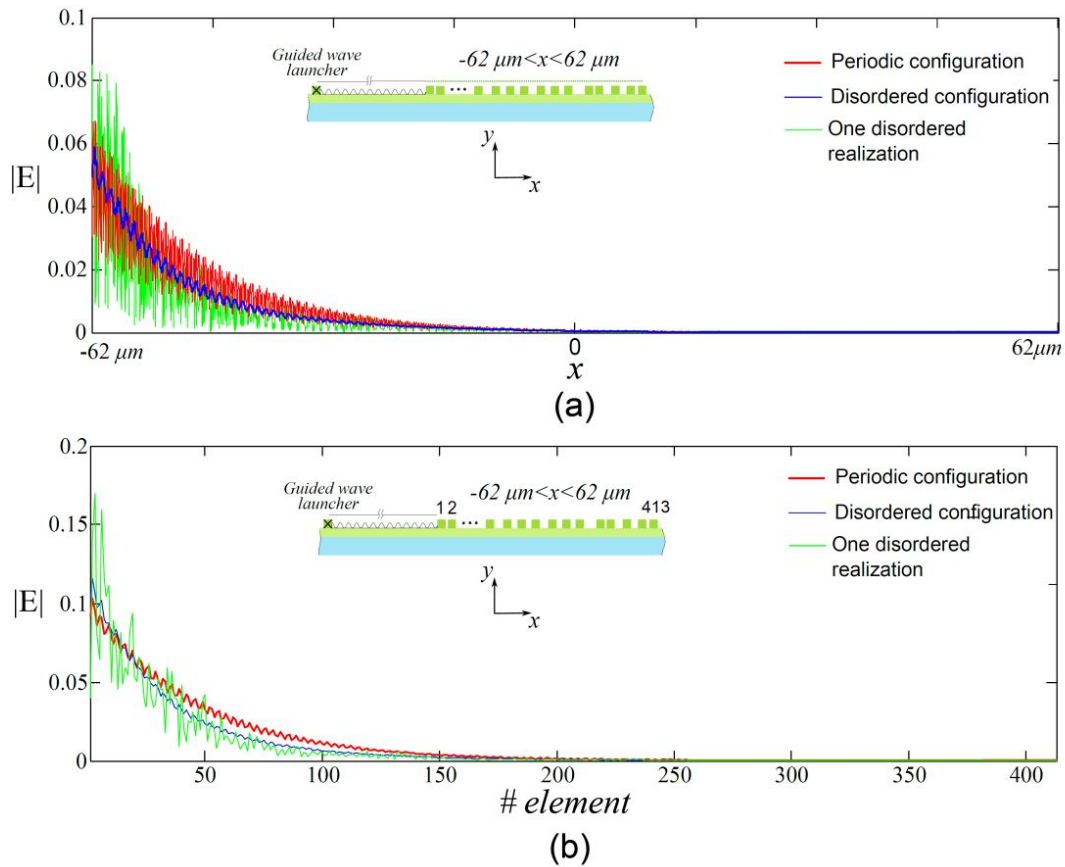 0.1
0.08
0.06
|E|
0.04
0.02
0
Guided wave
launcher
-62 μm<x<62 μm
...
y
x
Periodic configuration
Disordered configuration
One disordered
realization
-62 μm
0
62μm
x
(a)
0.2
0.15
|E|
0.1
0.05
0
Guided wave
launcher
-62 μm<x<62 μm
1 2 ... 413
y
x
Periodic configuration
Disordered configuration
One disordered
realization
50 100 150 200 250 300 350 400
# element
(b)